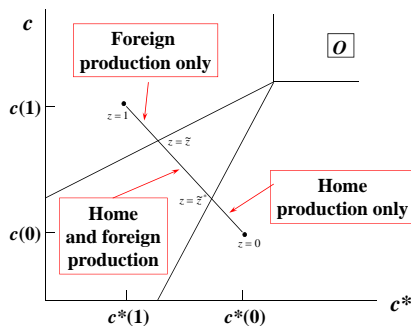 c
Foreign
production only
O
c(1)
z=1
z=z̃
z=z̃*
Home
production only
Home
and foreign
production
c(0)
z=0
c*(1)
c*(0)
c*